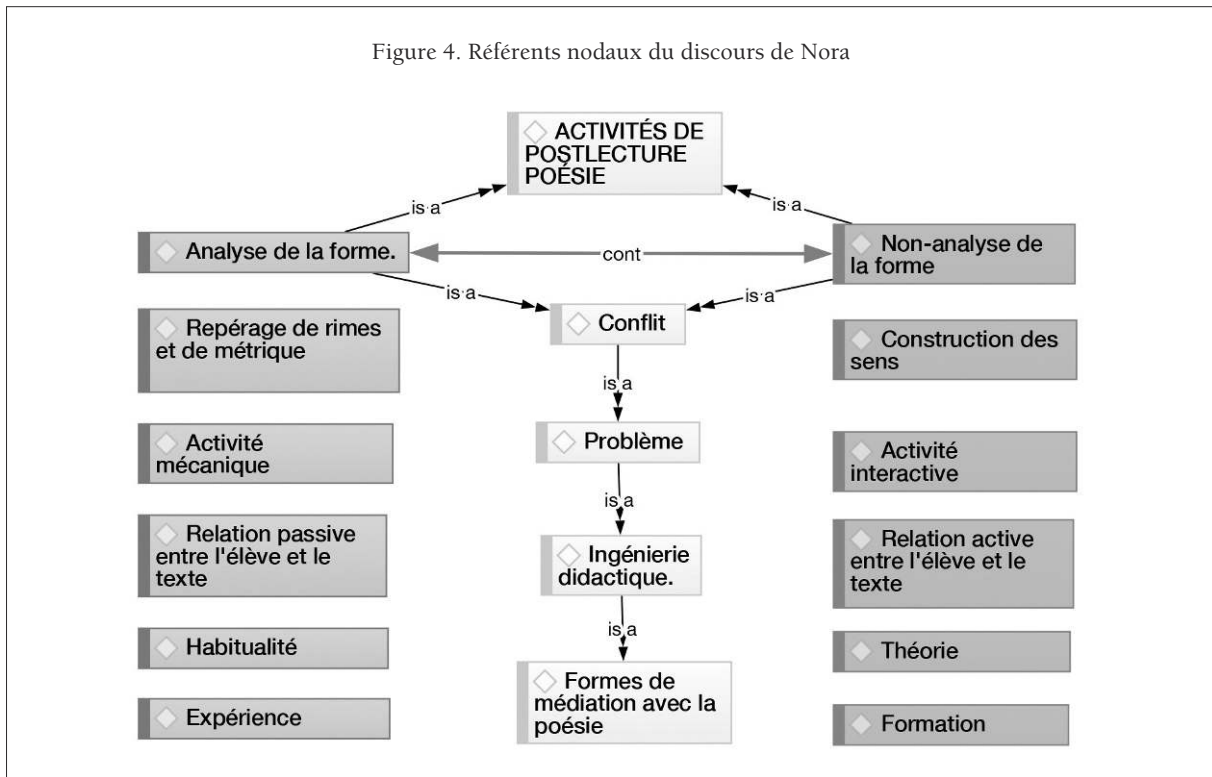 Figure 4. Référents nodaux du discours de Nora
ACTIVITÉS DE
POSTLECTURE
POÉSIE
is a
is a
Analyse de la forme.
cont
Non-analyse de
la forme
is a
is a
Conflit
Repérage de rimes
et de métrique
Construction des
sens
is a
Problème
Activité
mécanique
Activité
interactive
is a
Relation passive
entre l'élève et le
texte
Ingénierie
didactique.
Relation active
entre l'élève et le
texte
is a
Habitualité
Théorie
Formes de
médiation avec la
poésie
Expérience
Formation